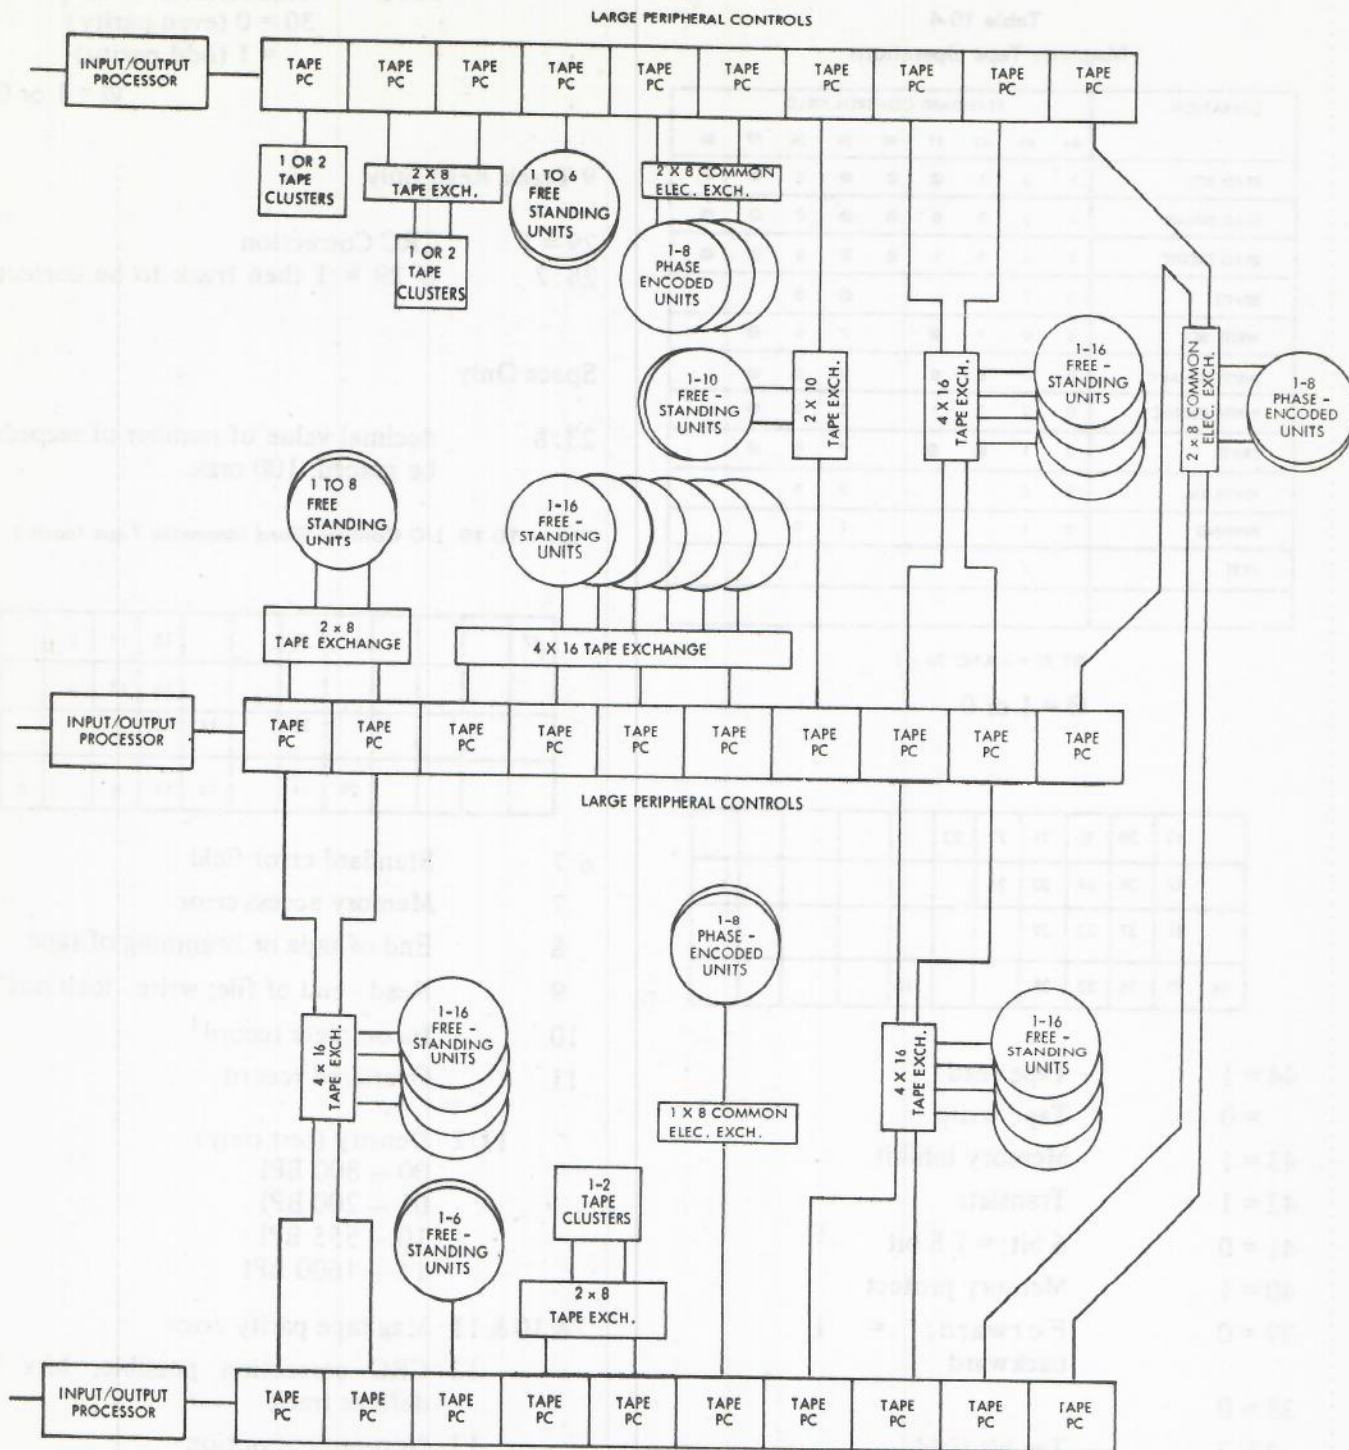 LARGE PERIPHERAL CONTROLS
INPUT/OUTPUT
PROCESSOR
TAPE PC
TAPE PC
TAPE PC
TAPE PC
TAPE PC
TAPE PC
TAPE PC
TAPE PC
TAPE PC
TAPE PC
1 OR 2
TAPE
CLUSTERS
2 X 8
TAPE EXCH.
1 OR 2
TAPE
CLUSTERS
1 TO 6
FREE
STANDING
UNITS
2 X 8 COMMON
ELEC. EXCH.
1-8
PHASE
ENCODED
UNITS
1-10
FREE -
STANDING
UNITS
2 X 10
TAPE EXCH.
4 X 16
TAPE EXCH.
1-16
FREE -
STANDING
UNITS
2 x 8 COMMON
ELEC. EXCH.
1-8
PHASE -
ENCODED
UNITS
1 TO 8
FREE
STANDING
UNITS
1-16
FREE -
STANDING
UNITS
2 x 8
TAPE EXCHANGE
4 X 16 TAPE EXCHANGE
INPUT/OUTPUT
PROCESSOR
TAPE PC
TAPE PC
TAPE PC
TAPE PC
TAPE PC
TAPE PC
TAPE PC
TAPE PC
TAPE PC
TAPE PC
LARGE PERIPHERAL CONTROLS
4 X 16
TAPE EXCH.
1-16
FREE -
STANDING
UNITS
1-8
PHASE -
ENCODED
UNITS
1 X 8 COMMON
ELEC. EXCH.
4 X 16
TAPE EXCH.
1-16
FREE -
STANDING
UNITS
1-6
FREE -
STANDING
UNITS
1-2
TAPE
CLUSTERS
2 x 8
TAPE EXCH.
INPUT/OUTPUT
PROCESSOR
TAPE PC
TAPE PC
TAPE PC
TAPE PC
TAPE PC
TAPE PC
TAPE PC
TAPE PC
TAPE PC
TAPE PC